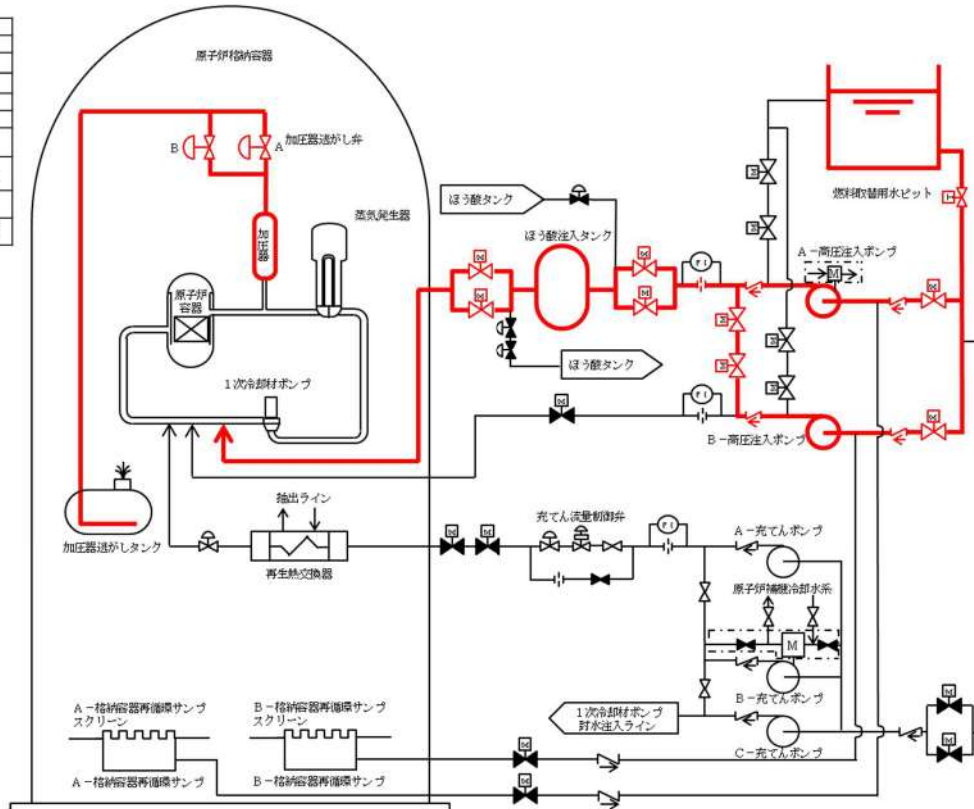 原子炉格納容器
B
A
加圧器逃がし弁
加圧器
蒸気発生器
原子炉
容器
1次冷却材ポンプ
加圧器逃がしタンク
抽出ライン
再生熱交換器
ほう酸タンク
ほう酸注入タンク
ほう酸タンク
燃料取替用水ピット
A-高圧注入ポンプ
M
B-高圧注入ポンプ
充てん流量制御弁
A-充てんポンプ
原子炉補機冷却水系
M
B-充てんポンプ
1次冷却材ポンプ
封水注入ライン
C-充てんポンプ
A-格納容器再循環サンプ
スクリーン
B-格納容器再循環サンプ
スクリーン
A-格納容器再循環サンプ
B-格納容器再循環サンプ